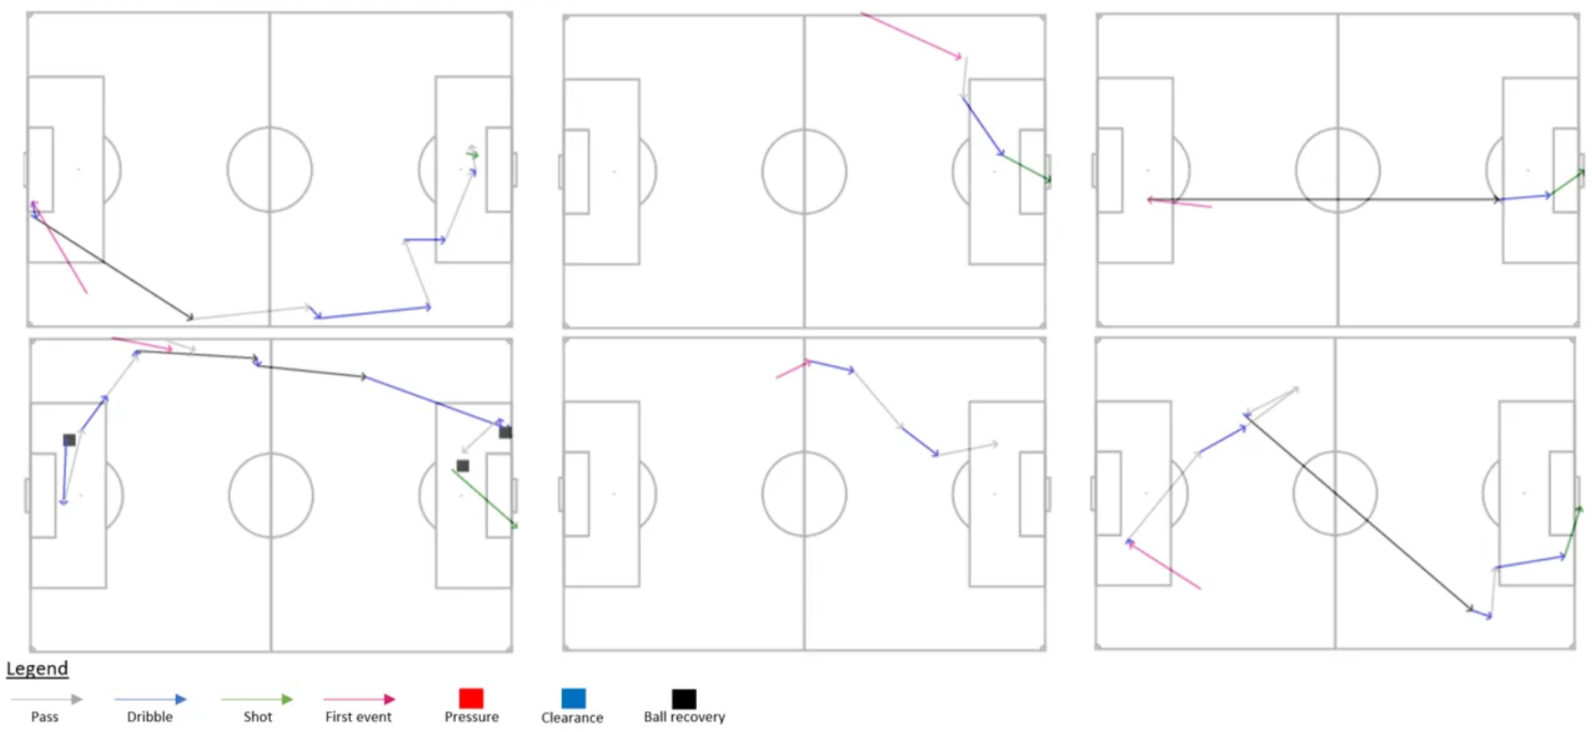 Legend
Pass
Dribble
Shot
First event
Pressure
Clearance
Ball recovery